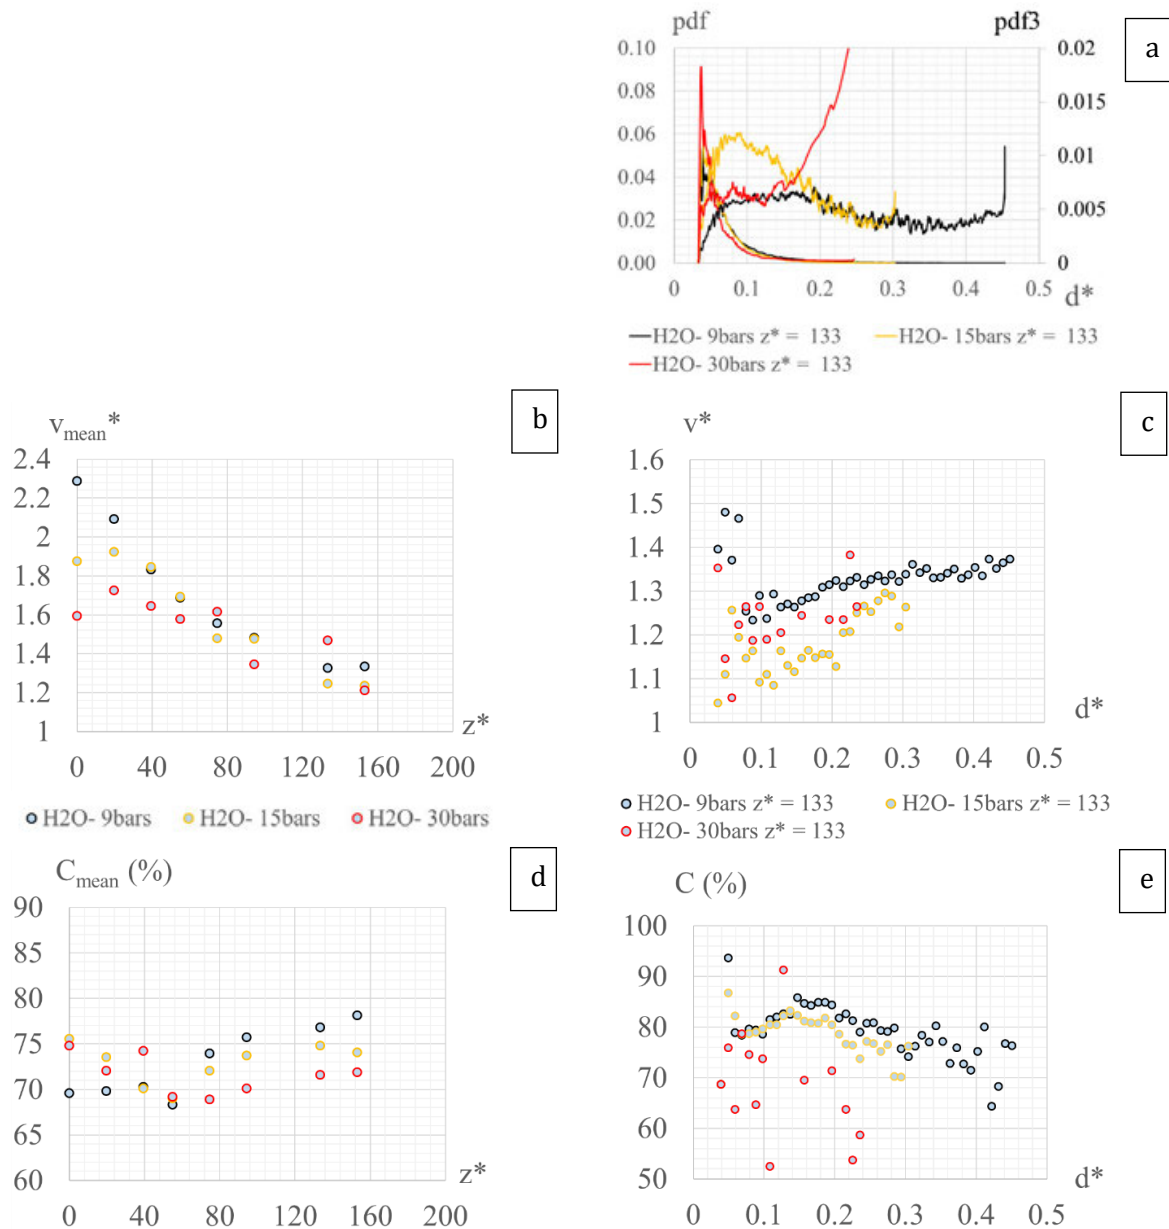 pdf pdf3
a
0.10 0.02
0.08 0.015
0.06
0.01
0.04
0.005
0.02
0.00 0
0 0.1 0.2 0.3 0.4 0.5
d*
H2O- 9bars z* = 133 H2O- 15bars z* = 133
H2O- 30bars z* = 133
b
vmean*
2.4
2.2
2
1.8
1.6
1.4
1.2
1
z*
0 40 80 120 160 200
H2O- 9bars H2O- 15bars H2O- 30bars
c
v*
1.6
1.5
1.4
1.3
1.2
1.1
1
d*
0 0.1 0.2 0.3 0.4 0.5
H2O- 9bars z* = 133 H2O- 15bars z* = 133
H2O- 30bars z* = 133
d
Cmean (%)
90
85
80
75
70
65
60
z*
0 40 80 120 160 200
e
C (%)
100
90
80
70
60
50
d*
0 0.1 0.2 0.3 0.4 0.5